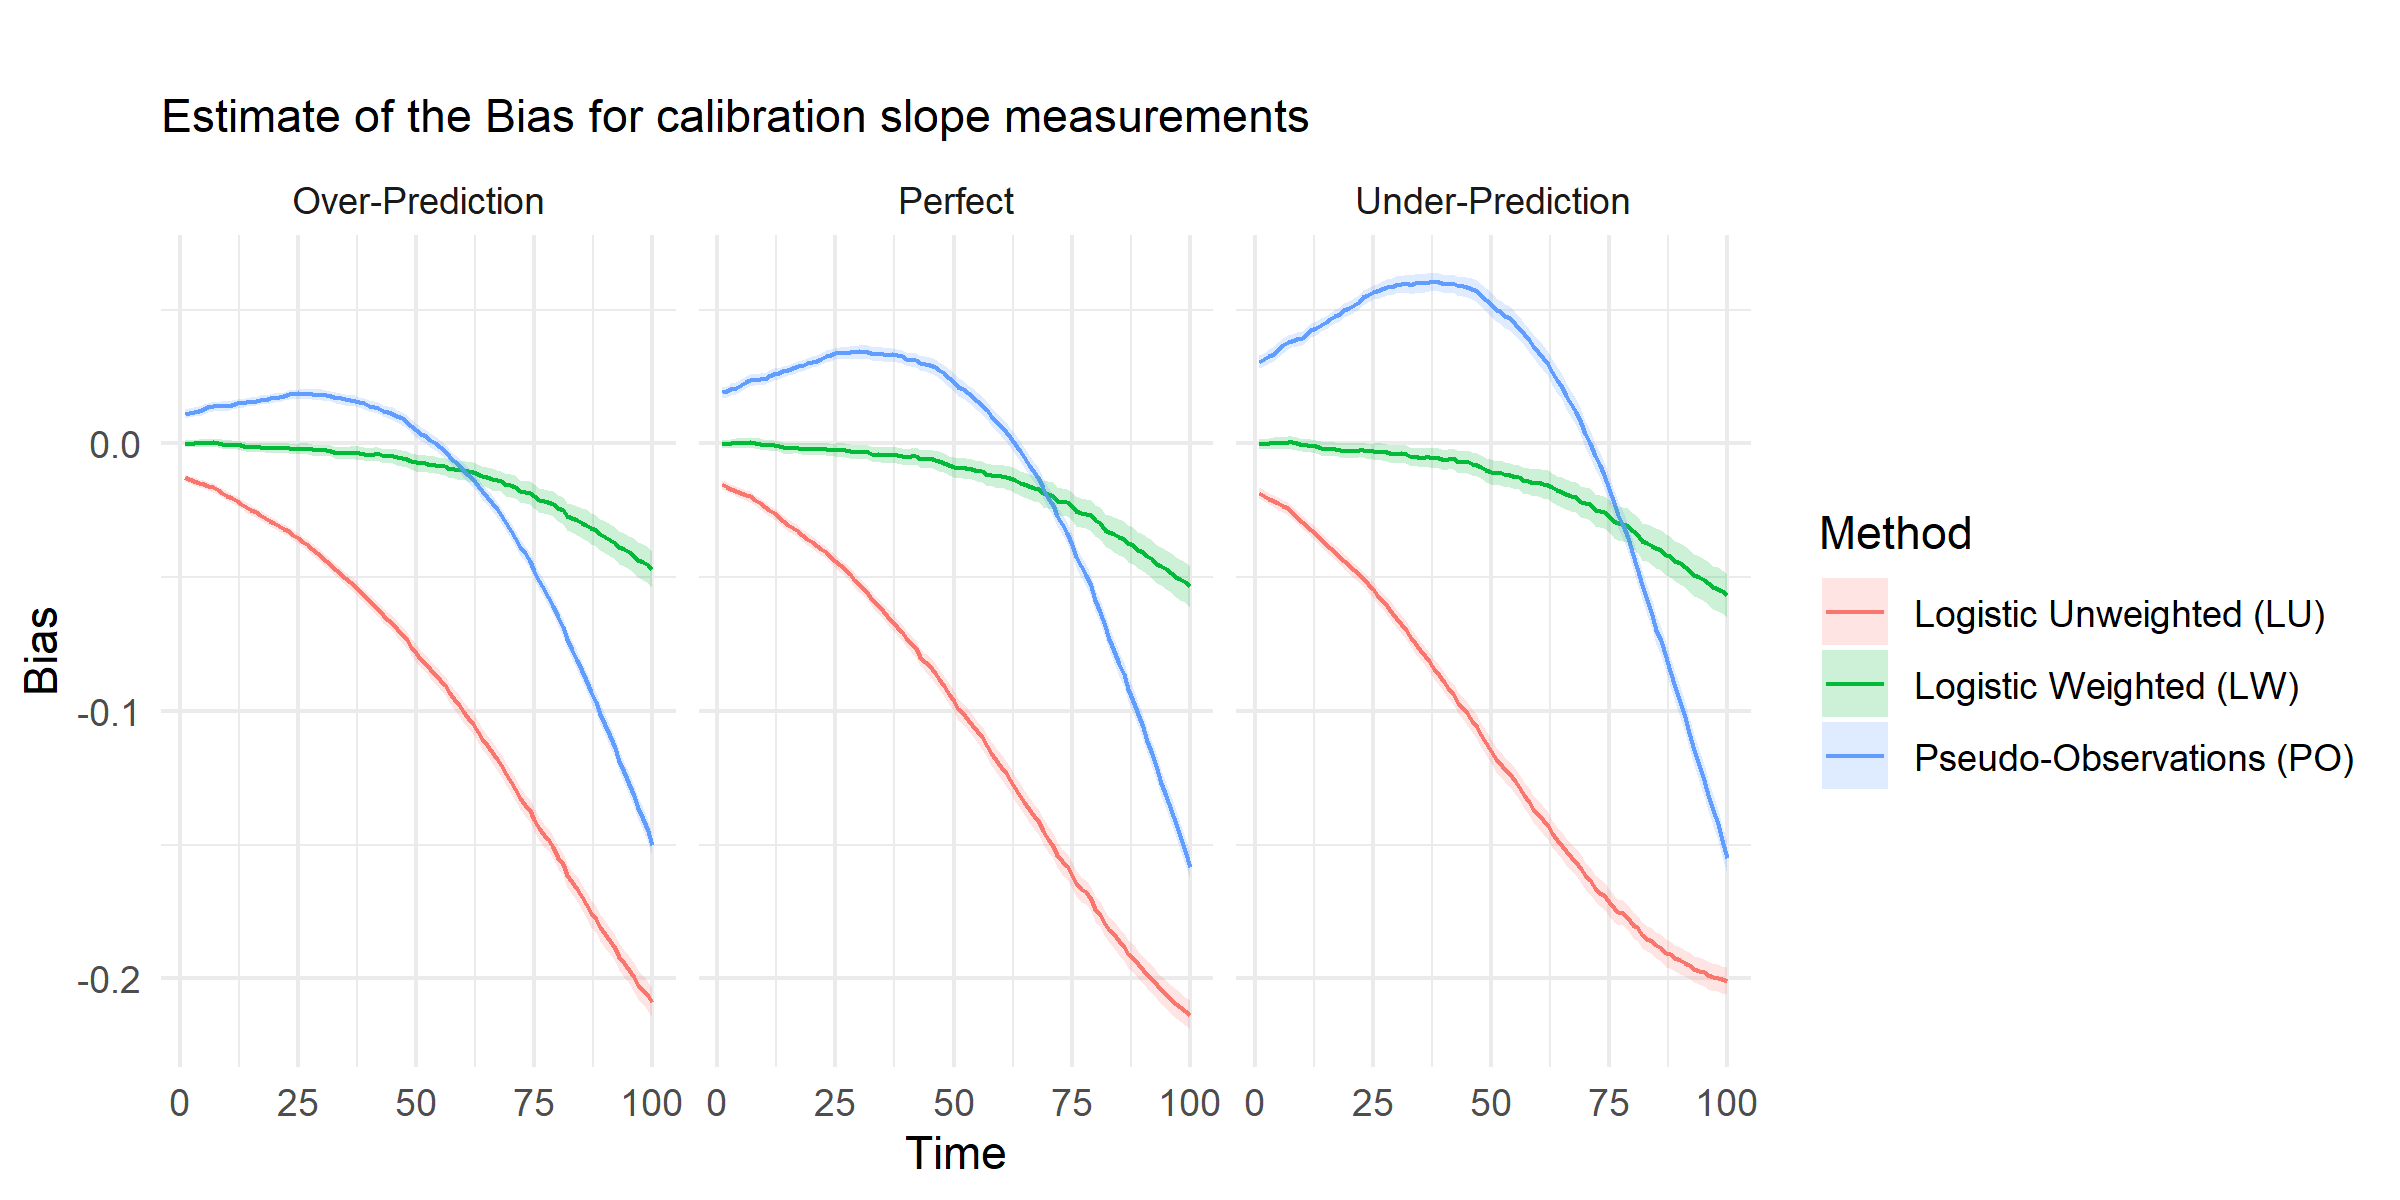 Estimate of the Bias for calibration slope measurements
Over-Prediction Perfect Under-Prediction
0.0
-0.1
-0.2
Bias
0 25 50 75 100 0 25 50 75 100 0 25 50 75 100
Time
Method
Logistic Unweighted (LU)
Logistic Weighted (LW)
Pseudo-Observations (PO)